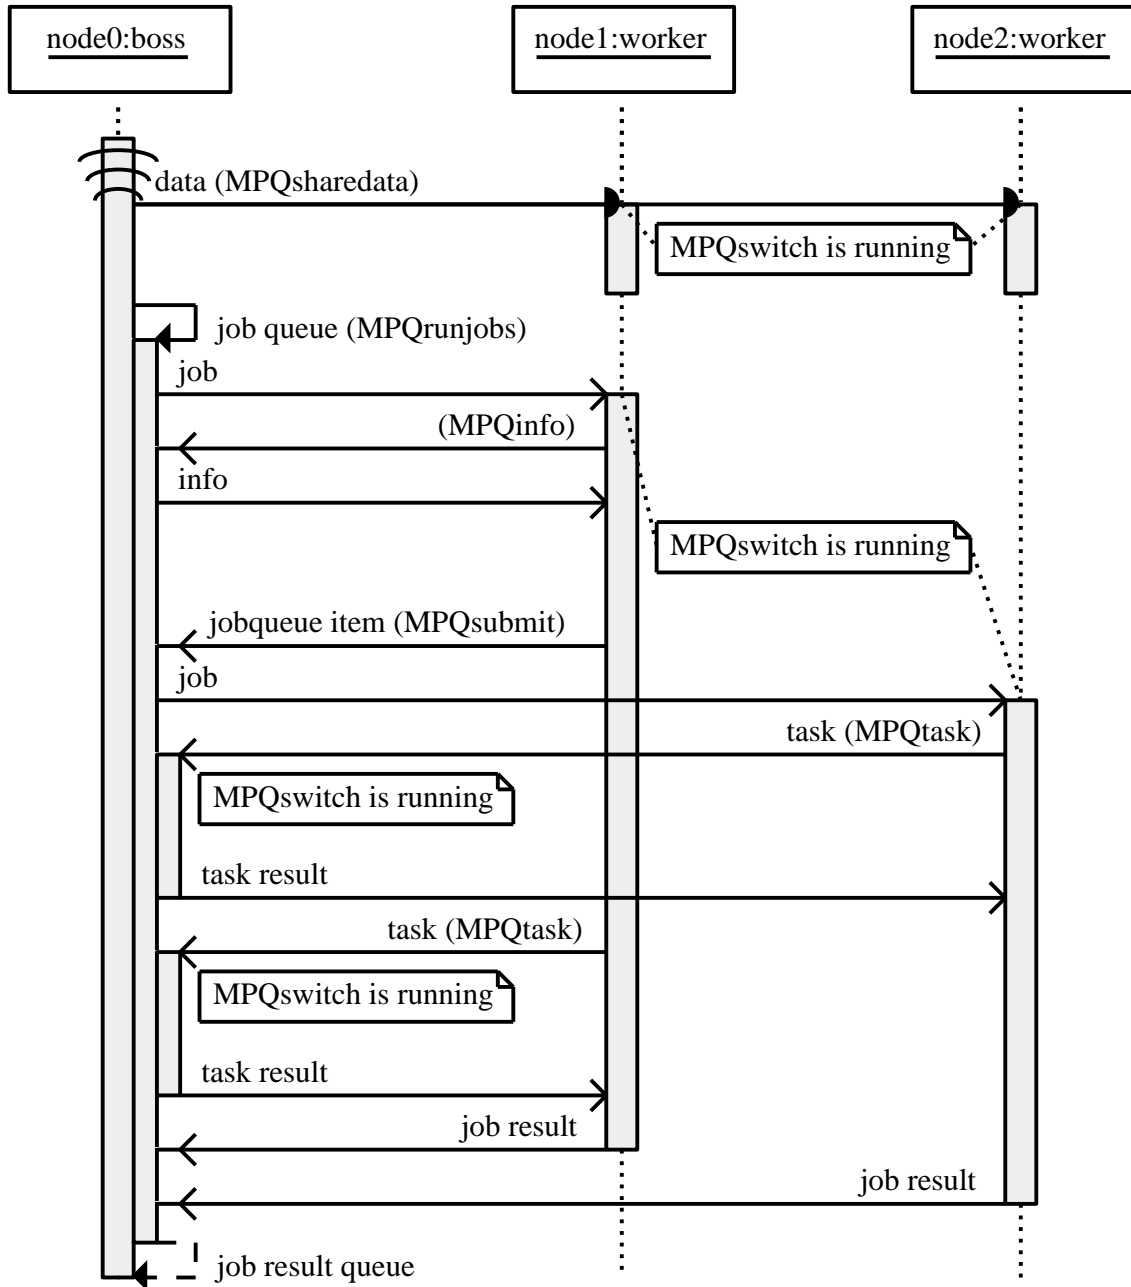 node0:boss
node1:worker
node2:worker
data (MPQsharedata)
MPQswitch is running
job queue (MPQrunjobs)
job
(MPQinfo)
info
MPQswitch is running
jobqueue item (MPQsubmit)
job
task (MPQtask)
MPQswitch is running
task result
task (MPQtask)
MPQswitch is running
task result
job result
job result
job result queue